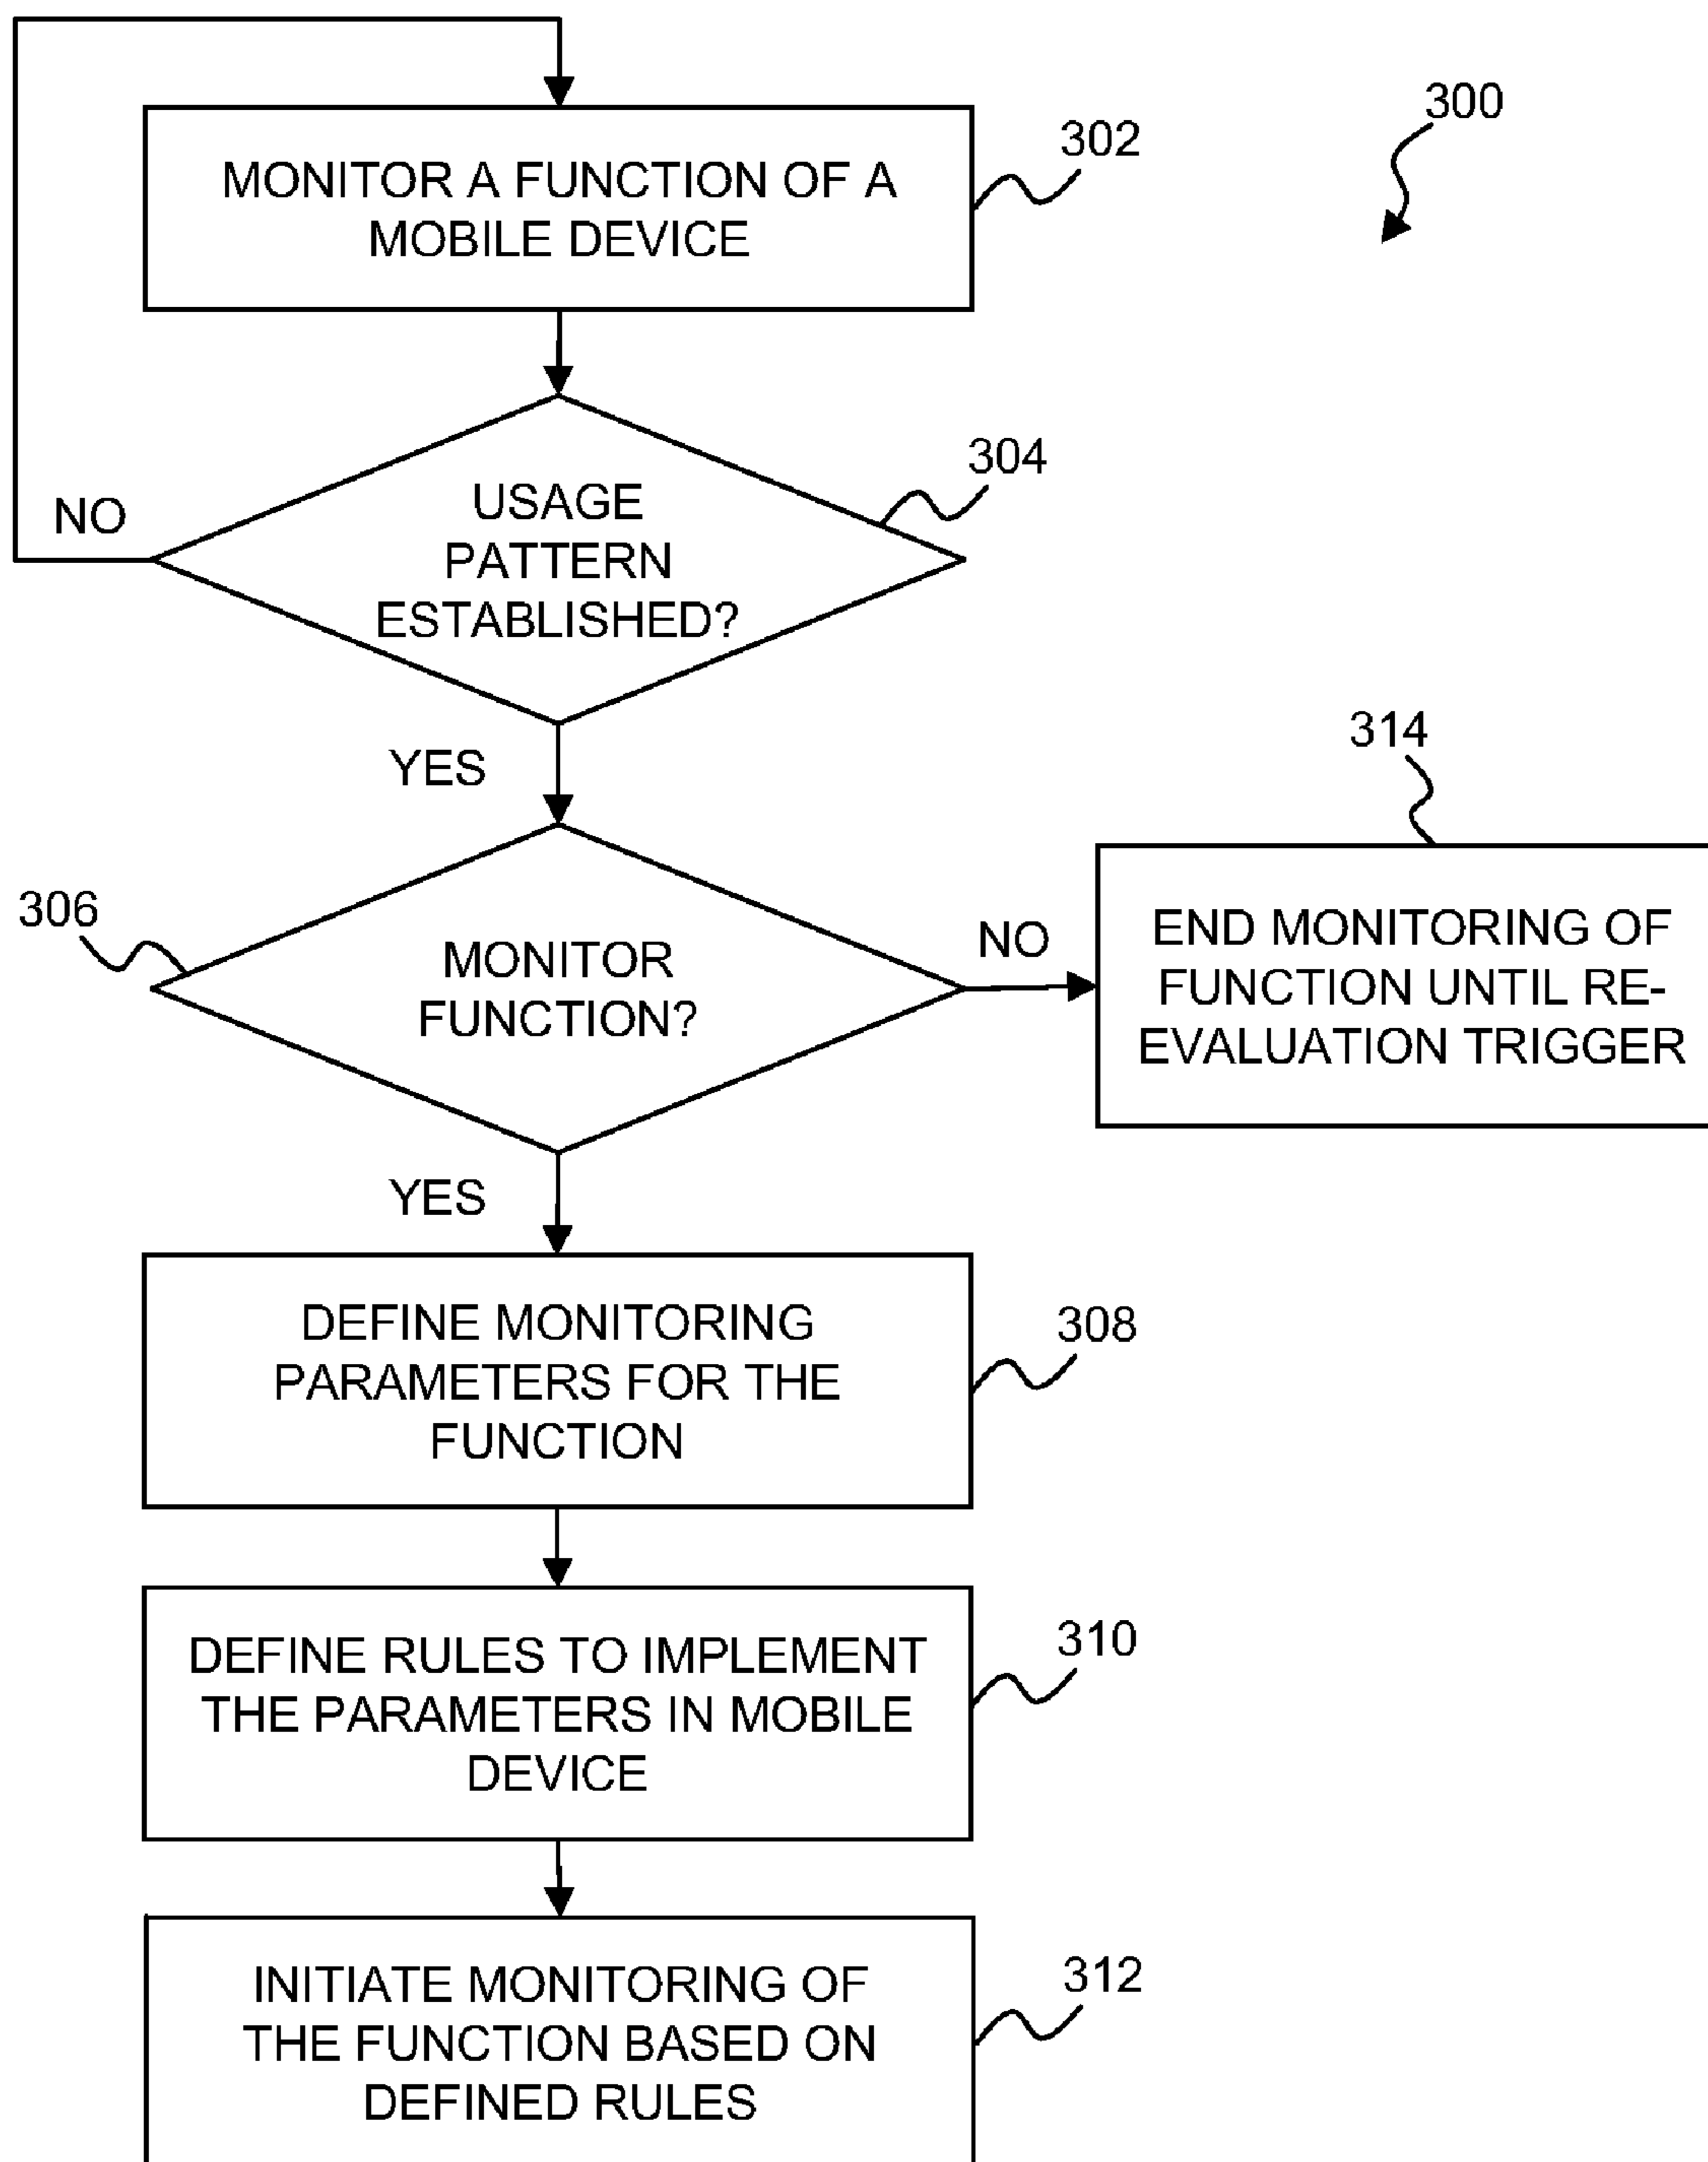 300
MONITOR A FUNCTION OF A
MOBILE DEVICE
302
USAGE
PATTERN
ESTABLISHED?
304
NO
YES
MONITOR
FUNCTION?
306
NO
END MONITORING OF
FUNCTION UNTIL RE-
EVALUATION TRIGGER
314
YES
DEFINE MONITORING
PARAMETERS FOR THE
FUNCTION
308
DEFINE RULES TO IMPLEMENT
THE PARAMETERS IN MOBILE
DEVICE
310
INITIATE MONITORING OF
THE FUNCTION BASED ON
DEFINED RULES
312